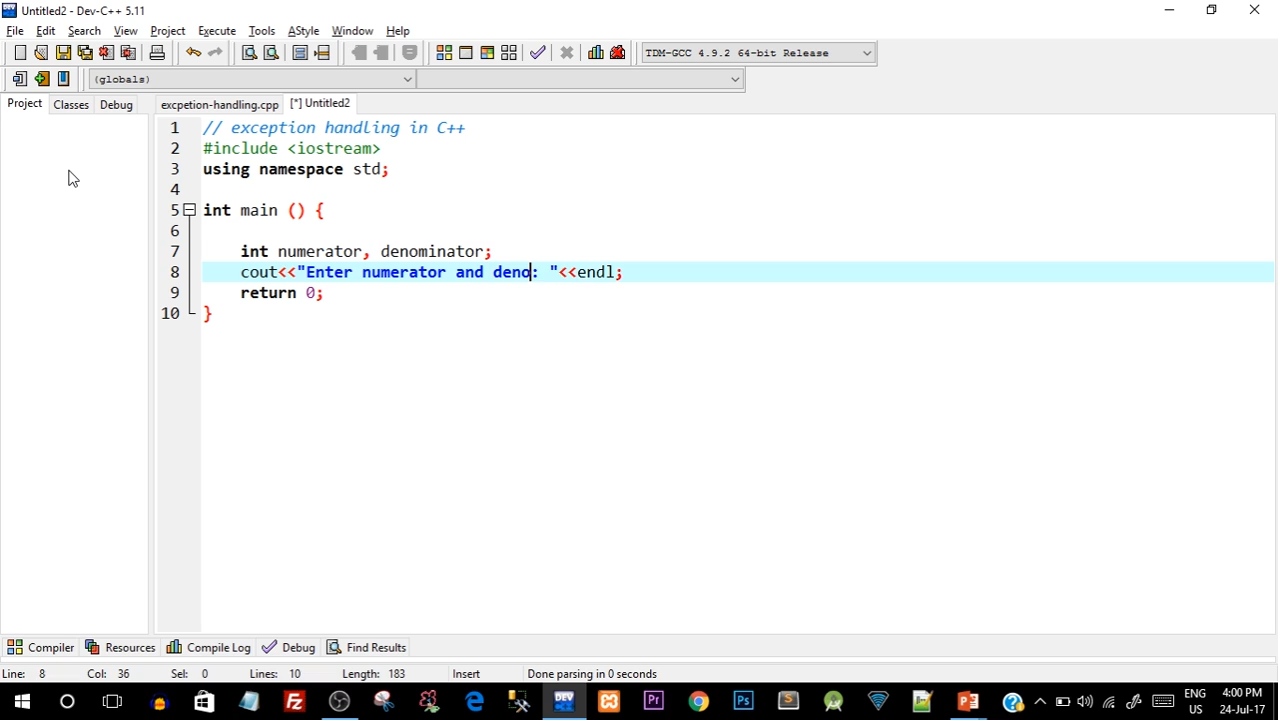 Untitled2 - Dev-C++ 5.11
File Edit Search View Project Execute Tools AStyle Window Help
TDM-GCC 4.9.2 64-bit Release
(globals)
Project Classes Debug excpetion-handling.cpp [*] Untitled2
1 // exception handling in C++
2 #include <iostream>
3 using namespace std;
4
5 int main () {
6
7 int numerator, denominator;
8 cout<<"Enter numerator and deno: "<<endl;
9 return 0;
10 }
Compiler Resources Compile Log Debug Find Results
Line: 8 Col: 36 Sel: 0 Lines: 10 Length: 183 Insert Done parsing in 0 seconds
DEV Pr Ps ENG 4:00 PM
US 24-Jul-17